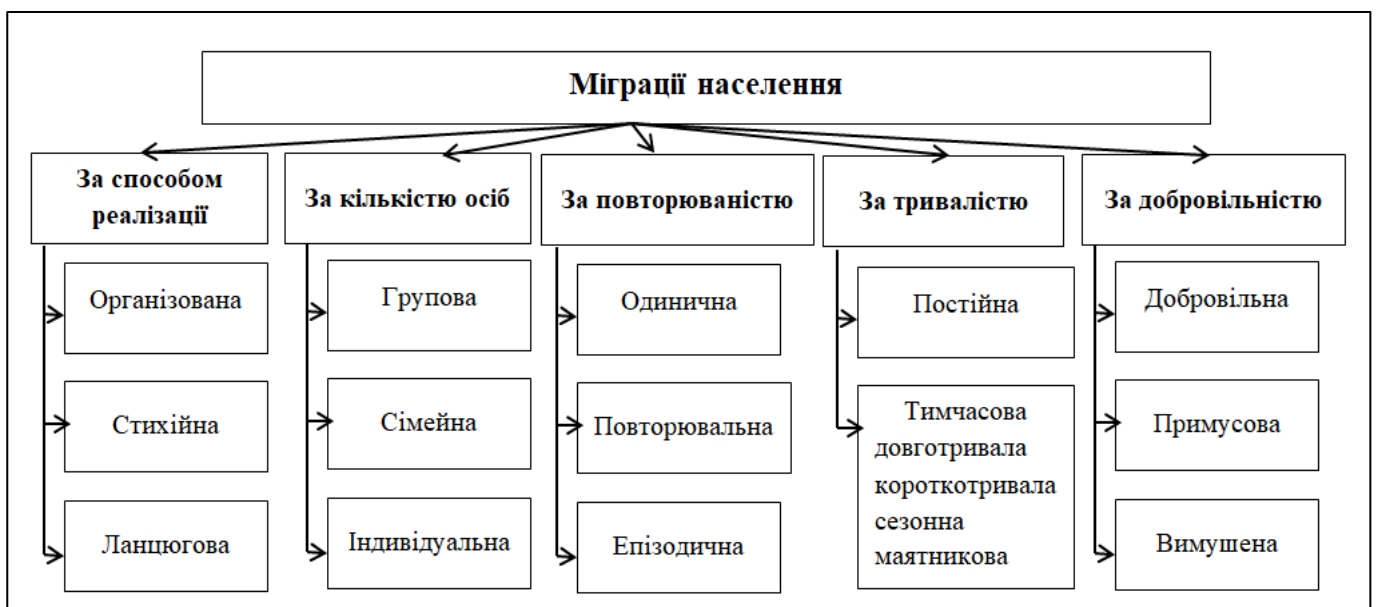 Міграції населення
За способом
реалізації
Організована
Стихійна
Ланцюгова
За кількістю осіб
Групова
Сімейна
Індивідуальна
За повторюваністю
Одинична
Повторювальна
Епізодична
За тривалістю
Постійна
Тимчасова
довготривала
короткотривала
сезонна
маятникова
За добровільністю
Добровільна
Примусова
Вимушена